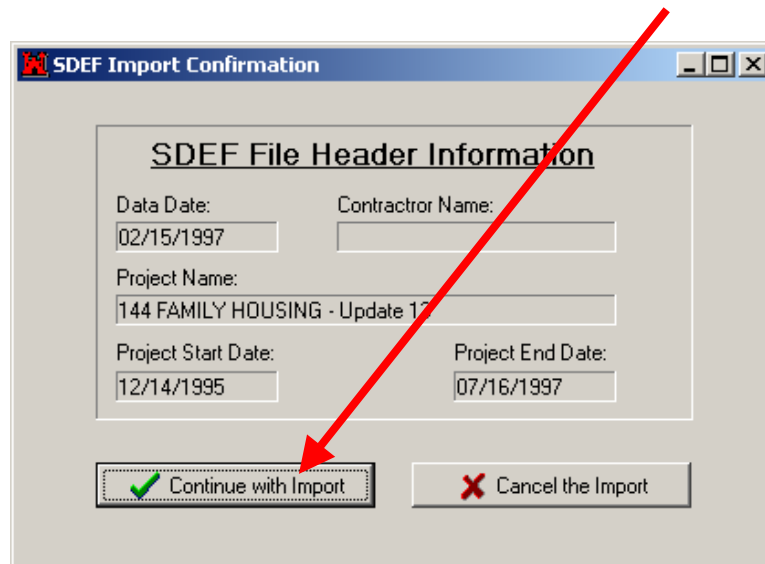 SDEF Import Confirmation
SDEF File Header Information
Data Date: Contractror Name:
02/15/1997
Project Name:
144 FAMILY HOUSING - Update
Project Start Date: Project End Date:
12/14/1995 07/16/1997
Continue with Import Cancel the Import